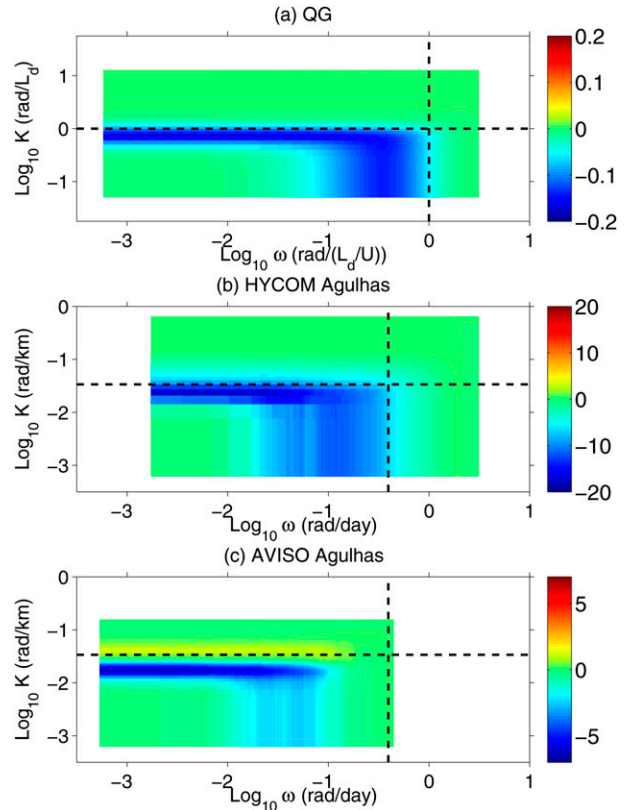 (a) QG
Log₁₀ K (rad/L_d)
1
0
−1
−3 −2 −1 0 1
Log₁₀ ω (rad/(L_d/U))
0.2
0.1
0
−0.1
−0.2
(b) HYCOM Agulhas
Log₁₀ K (rad/km)
0
−1
−2
−3
−3 −2 −1 0 1
Log₁₀ ω (rad/day)
20
10
0
−10
−20
(c) AVISO Agulhas
Log₁₀ K (rad/km)
0
−1
−2
−3
−3 −2 −1 0 1
Log₁₀ ω (rad/day)
5
0
−5